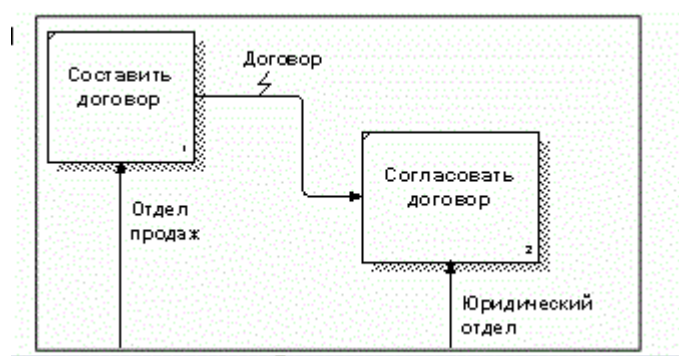 Составить
договор
1
Договор
Согласовать
договор
2
Отдел
продаж
Юридический
отдел